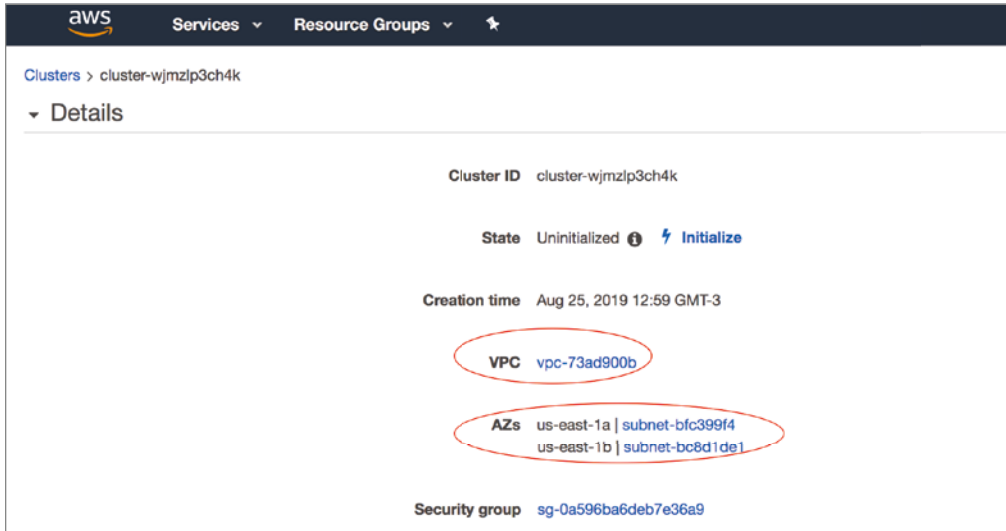 aws Services Resource Groups
Clusters > cluster-wjmzlp3ch4k
Details
Cluster ID cluster-wjmzlp3ch4k
State Uninitialized Initialize
Creation time Aug 25, 2019 12:59 GMT-3
VPC vpc-73ad900b
AZs us-east-1a | subnet-bfc399f4
us-east-1b | subnet-bc8d1de1
Security group sg-0a596ba6deb7e36a9